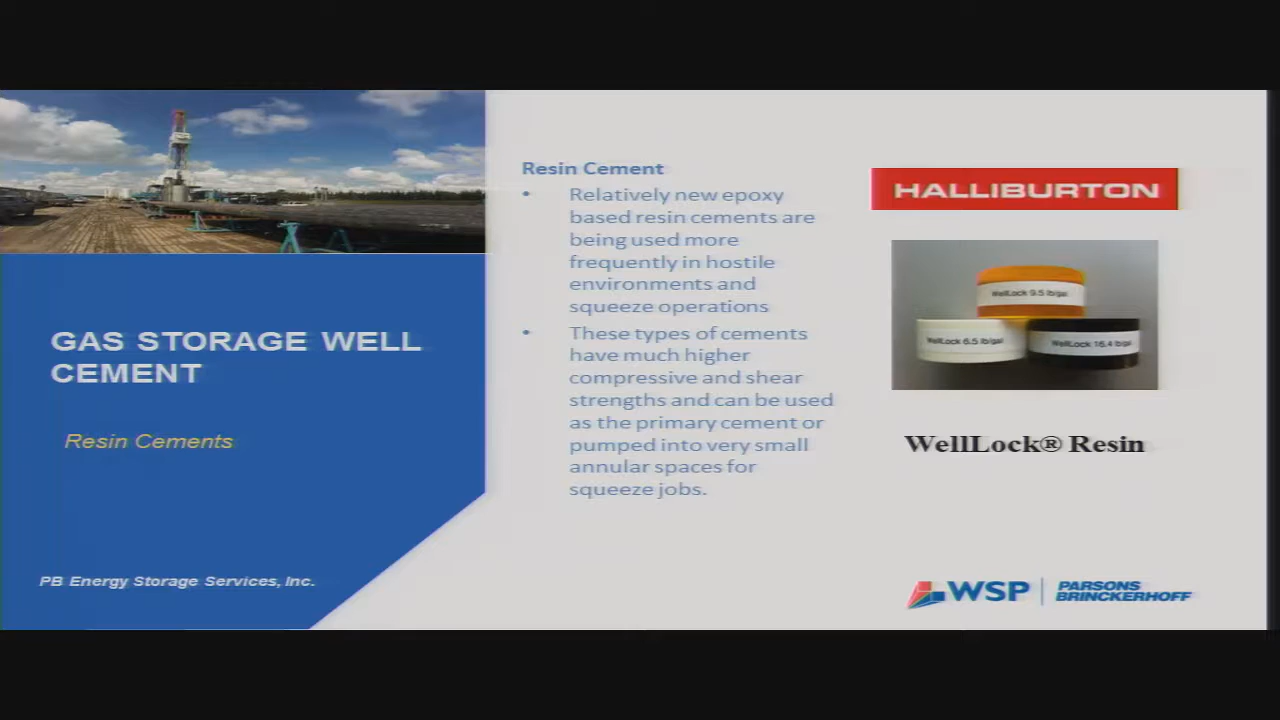 GAS STORAGE WELL
CEMENT
Resin Cements
PB Energy Storage Services, Inc.
Resin Cement
• Relatively new epoxy
based resin cements are
being used more
frequently in hostile
environments and
squeeze operations
• These types of cements
have much higher
compressive and shear
strengths and can be used
as the primary cement or
pumped into very small
annular spaces for
squeeze jobs.
HALLIBURTON
WellLock 9.5 lb/gal
WellLock 6.5 lb/gal
WellLock 16.4 lb/gal
WellLock® Resin
WSP | PARSONS
BRINCKERHOFF